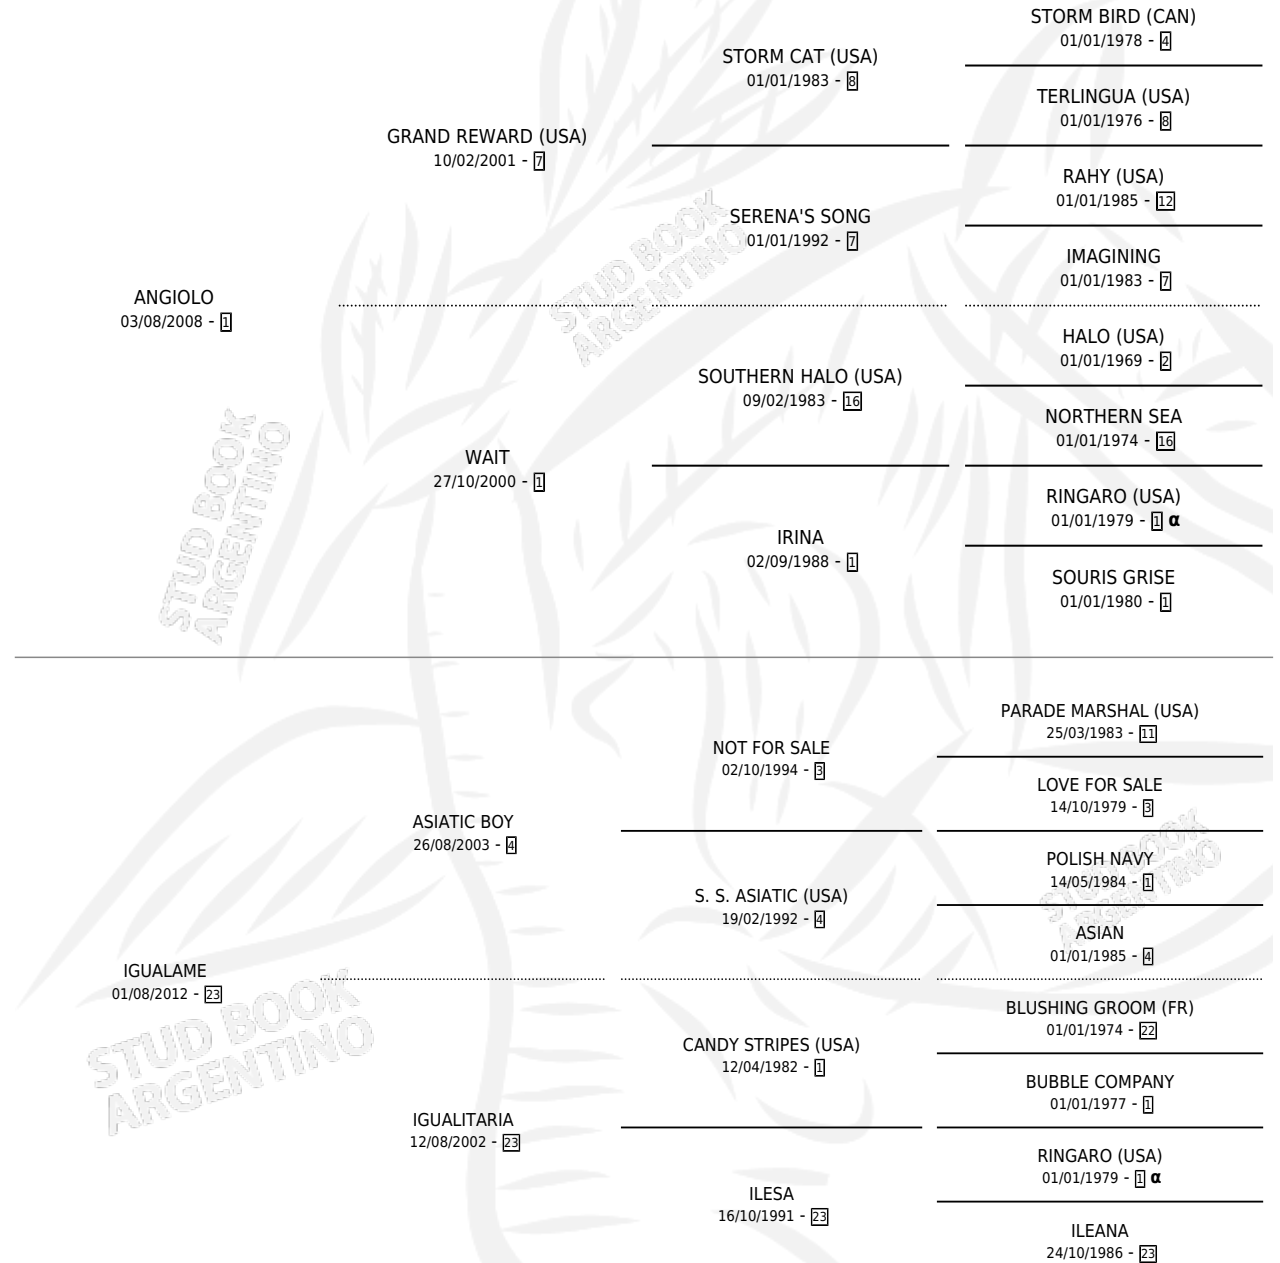 STORM BIRD (CAN)
01/01/1978 - 4
STORM CAT (USA)
01/01/1983 - 8
TERLINGUA (USA)
01/01/1976 - 8
GRAND REWARD (USA)
10/02/2001 - 7
RAHY (USA)
01/01/1985 - 12
SERENA'S SONG
01/01/1992 - 7
IMAGINING
01/01/1983 - 7
ANGIOLO
03/08/2008 - 1
HALO (USA)
01/01/1969 - 2
SOUTHERN HALO (USA)
09/02/1983 - 16
NORTHERN SEA
01/01/1974 - 16
WAIT
27/10/2000 - 1
RINGARO (USA)
01/01/1979 - 1 α
IRINA
02/09/1988 - 1
SOURIS GRISE
01/01/1980 - 1
STUD BOOK
ARGENTINO
STUD BOOK
ARGENTINO
PARADE MARSHAL (USA)
25/03/1983 - 11
NOT FOR SALE
02/10/1994 - 3
LOVE FOR SALE
14/10/1979 - 3
ASIATIC BOY
26/08/2003 - 4
POLISH NAVY
14/05/1984 - 1
S. S. ASIATIC (USA)
19/02/1992 - 4
ASIAN
01/01/1985 - 4
STUD BOOK
ARGENTINO
IGUALAME
01/08/2012 - 23
BLUSHING GROOM (FR)
01/01/1974 - 22
CANDY STRIPES (USA)
12/04/1982 - 1
BUBBLE COMPANY
01/01/1977 - 1
IGUALITARIA
12/08/2002 - 23
RINGARO (USA)
01/01/1979 - 1 α
ILESA
16/10/1991 - 23
ILEANA
24/10/1986 - 23
STUD BOOK
ARGENTINO